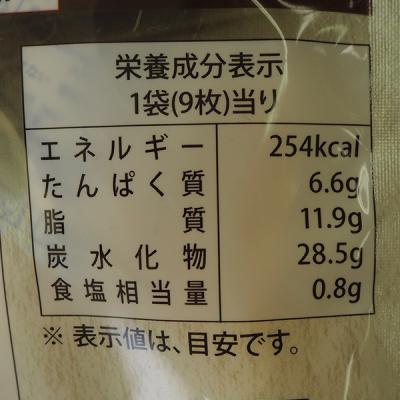 栄養成分表示
1袋(9枚)当り
エネルギー 254kcal
たんぱく質 6.6g
脂質 11.9g
炭水化物 28.5g
食塩相当量 0.8g
※ 表示値は、目安です。